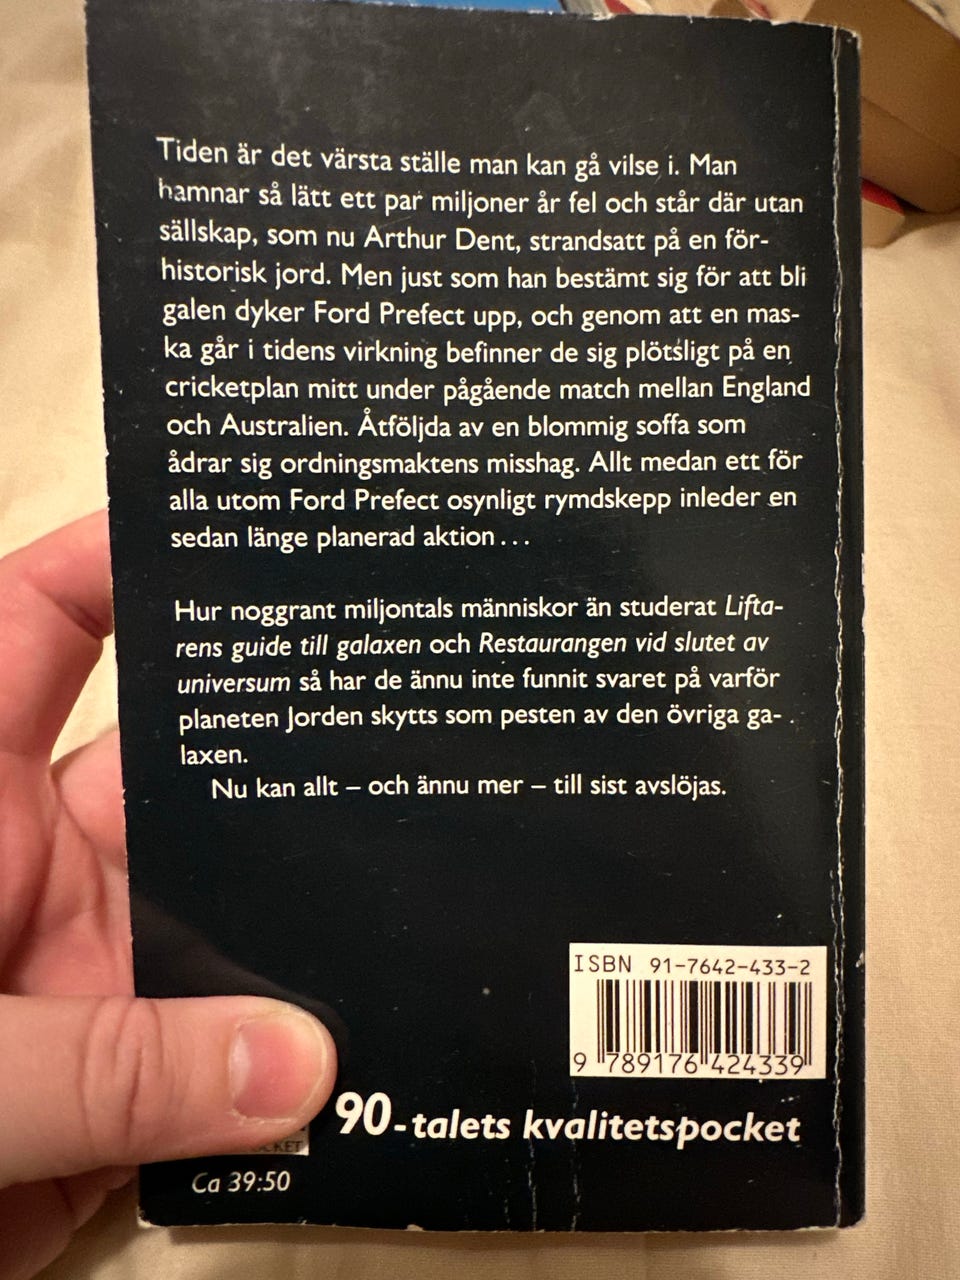 Tiden är det värsta ställe man kan gå vilse i. Man
hamnar så lätt ett par miljoner år fel och står där utan
sällskap, som nu Arthur Dent, strandsatt på en för-
historisk jord. Men just som han bestämt sig för att bli
galen dyker Ford Prefect upp, och genom att en mas-
ka går i tidens virkning befinner de sig plötsligt på en
cricketplan mitt under pågående match mellan England
och Australien. Åtföljda av en blommig soffa som
ådrar sig ordningsmaktens misshag. Allt medan ett för
alla utom Ford Prefect osynligt rymdskepp inleder en
sedan länge planerad aktion...
Hur noggrant miljontals människor än studerat Lifta-
rens guide till galaxen och Restaurangen vid slutet av
universum så har de ännu inte funnit svaret på varför
planeten Jorden skytts som pesten av den övriga ga-
laxen.
Nu kan allt – och ännu mer – till sist avslöjas.
ISBN 91-7642-433-2
9 789176 424339
90-talets kvalitetspocket
Ca 39:50